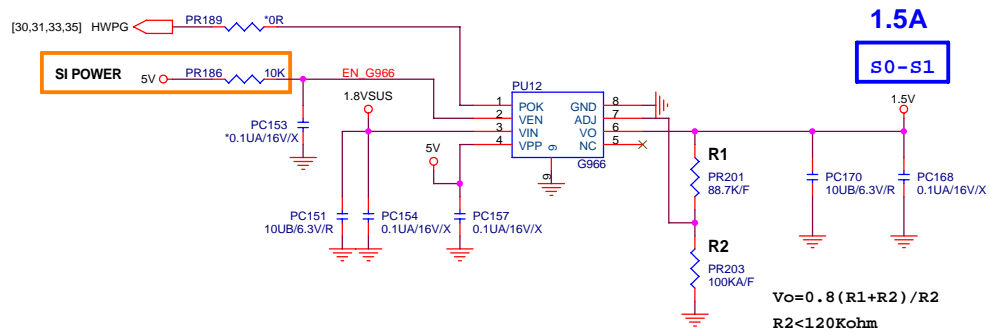 [30,31,33,35] HWPG
PR189
*0R
1.5A
S0-S1
SI POWER
5V
PR186
10K
EN_G966
1.8VSUS
PU12
1.5V
1
POK
GND
8
2
VEN
ADJ
7
3
VIN
VO
6
4
VPP
NC
5
9
G966
9
PC153
*0.1UA/16V/X
5V
R1
PR201
88.7K/F
PC170
10UB/6.3V/R
PC168
0.1UA/16V/X
PC151
10UB/6.3V/R
PC154
0.1UA/16V/X
PC157
0.1UA/16V/X
R2
PR203
100KA/F
Vo=0.8(R1+R2)/R2
R2<120Kohm